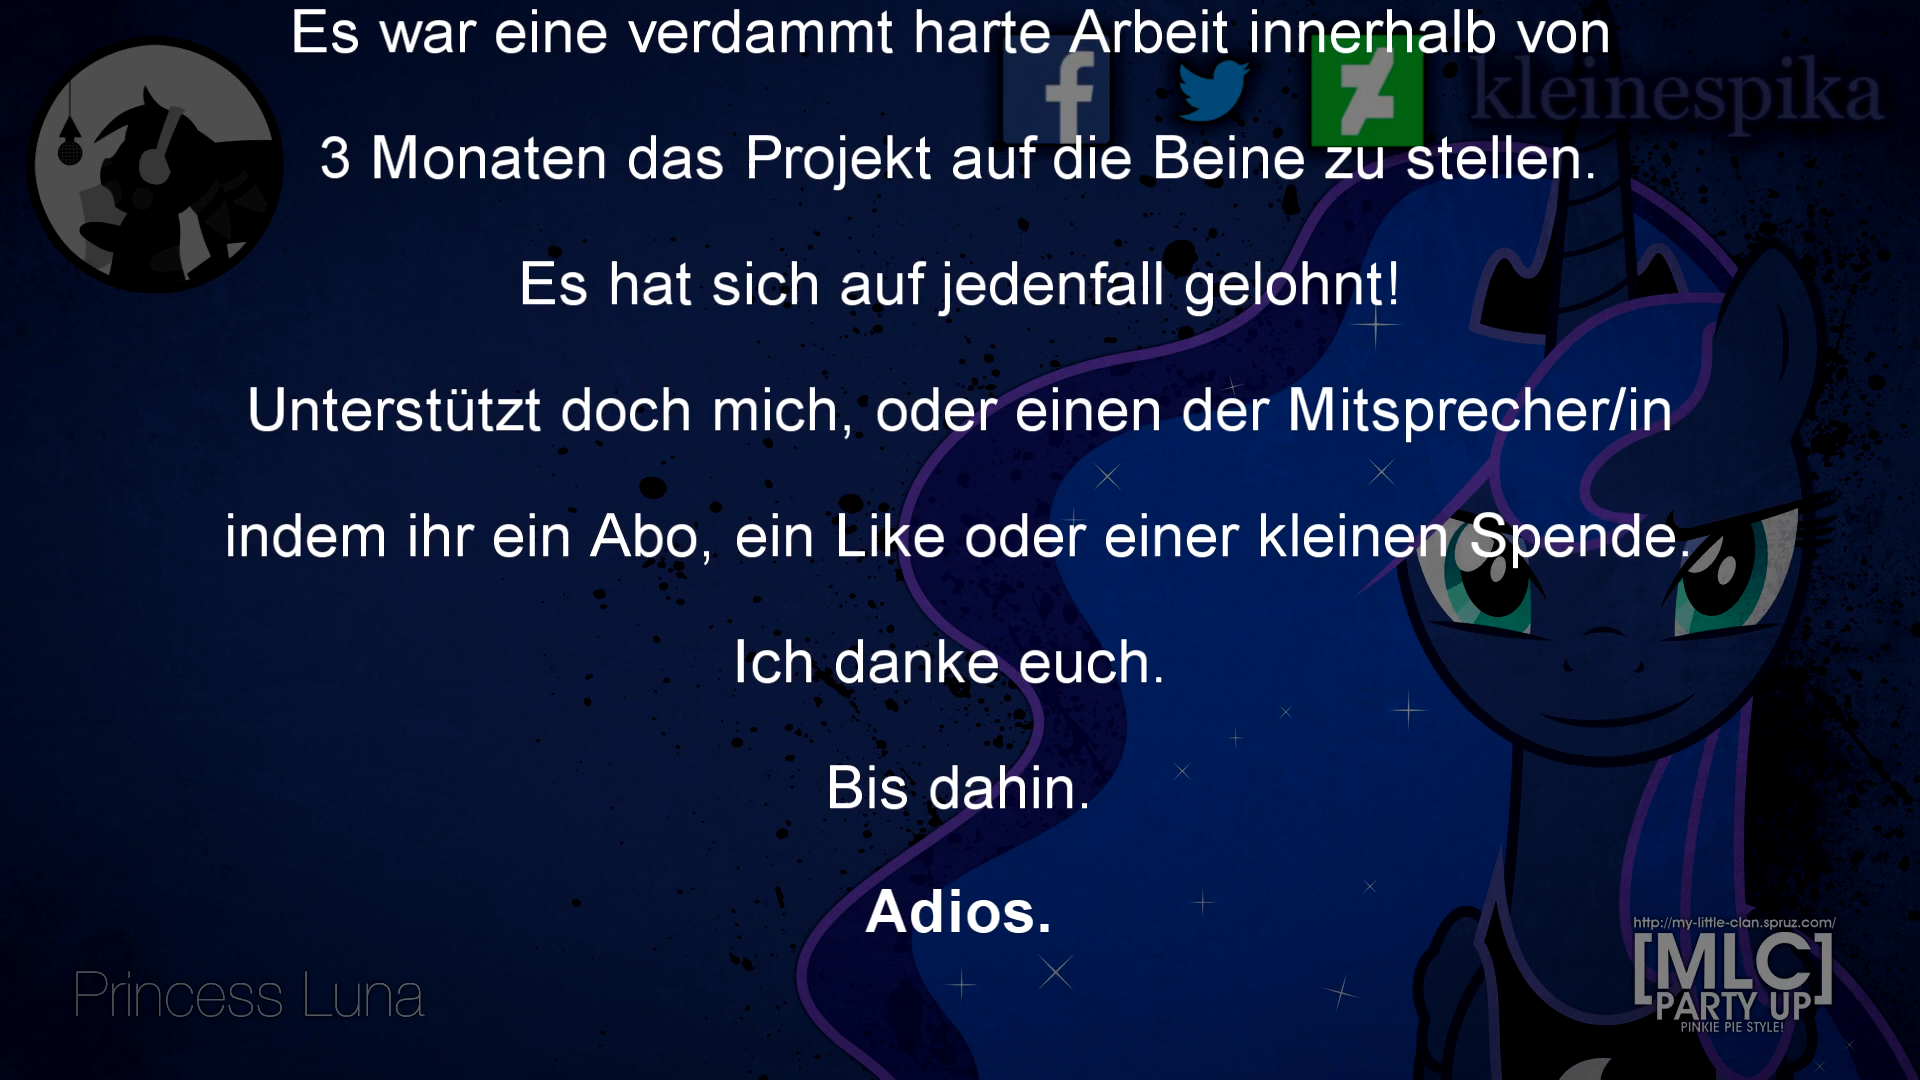 Es war eine verdammt harte Arbeit innerhalb von
kleinespika
3 Monaten das Projekt auf die Beine zu stellen.
Es hat sich auf jedenfall gelohnt!
Unterstützt doch mich, oder einen der Mitsprecher/in
indem ihr ein Abo, ein Like oder einer kleinen Spende.
Ich danke euch.
Bis dahin.
Adios.
Princess Luna
http://my-little-clan.spruz.com/
[MLC]
PARTY UP
PINKIE PIE STYLE!